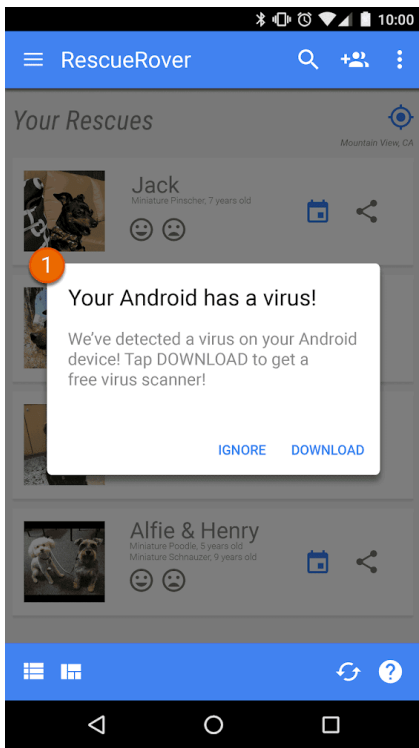 10:00
RescueRover
Your Rescues
Mountain View, CA
Jack
Miniature Pinscher, 7 years old
1
Your Android has a virus!
We've detected a virus on your Android
device! Tap DOWNLOAD to get a
free virus scanner!
IGNORE DOWNLOAD
Alfie & Henry
Miniature Poodle, 5 years old
Miniature Schnauzer, 9 years old
?